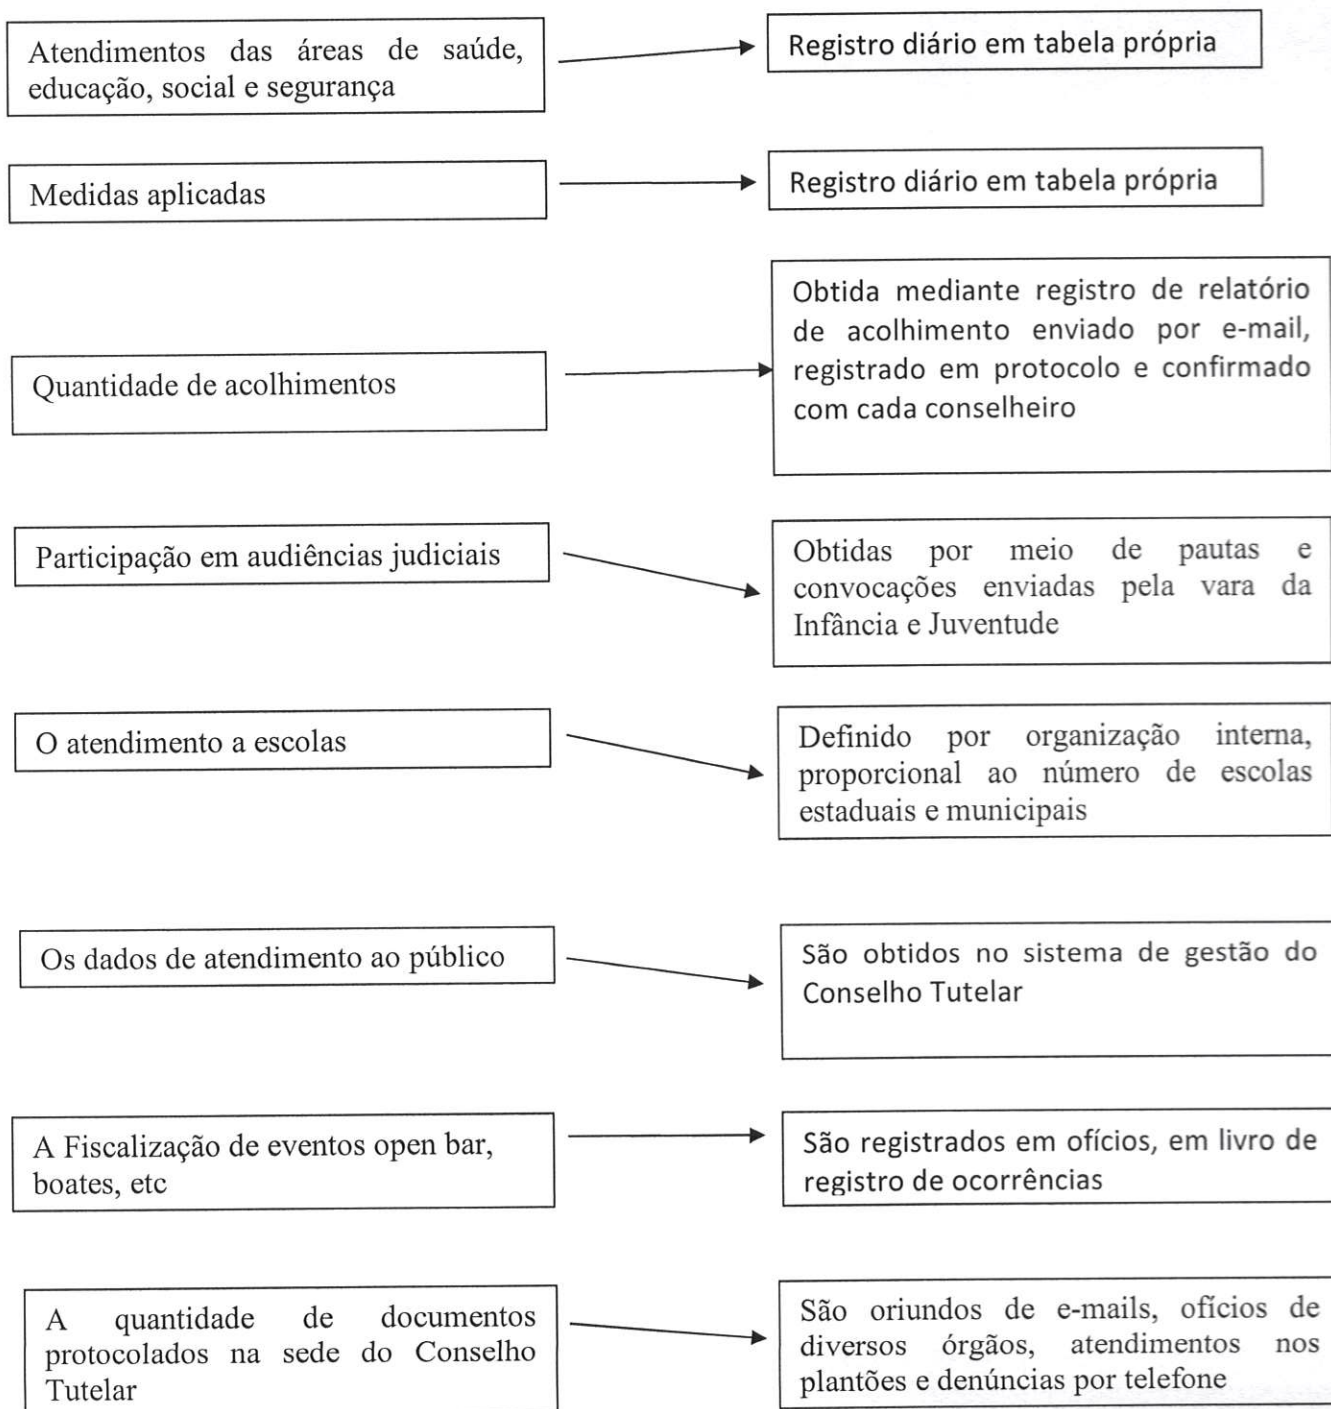 Atendimentos das áreas de saúde,
educação, social e segurança
Registro diário em tabela própria
Medidas aplicadas
Registro diário em tabela própria
Quantidade de acolhimentos
Obtida mediante registro de relatório
de acolhimento enviado por e-mail,
registrado em protocolo e confirmado
com cada conselheiro
Participação em audiências judiciais
Obtidas por meio de pautas e
convocações enviadas pela vara da
Infância e Juventude
O atendimento a escolas
Definido por organização interna,
proporcional ao número de escolas
estaduais e municipais
Os dados de atendimento ao público
São obtidos no sistema de gestão do
Conselho Tutelar
A Fiscalização de eventos open bar,
boates, etc
São registrados em ofícios, em livro de
registro de ocorrências
A quantidade de documentos
protocolados na sede do Conselho
Tutelar
São oriundos de e-mails, ofícios de
diversos órgãos, atendimentos nos
plantões e denúncias por telefone